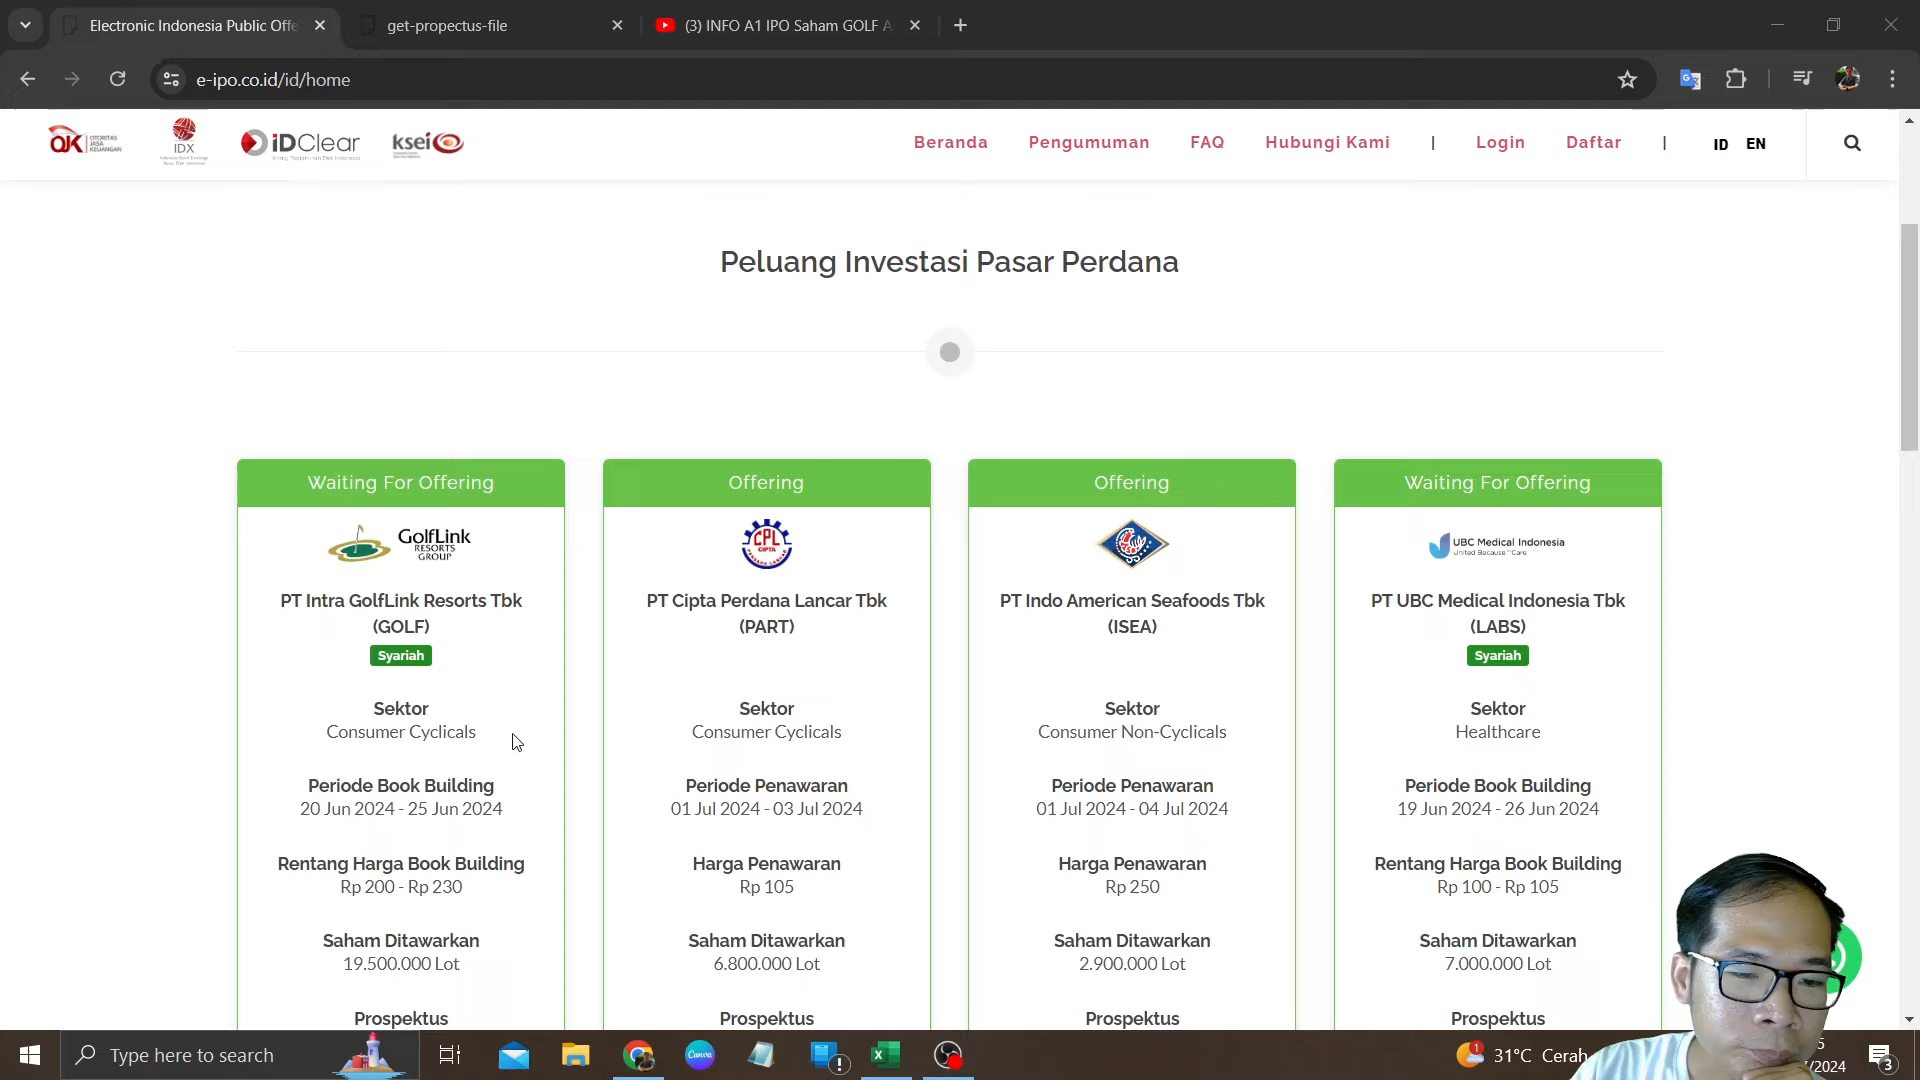 Electronic Indonesia Public Offe
get-propectus-file
(3) INFO A1 IPO Saham GOLF A
e-ipo.co.id/id/home
OTORITAS
JASA
KEUANGAN
IDX
iDClear
ksei
Beranda
Pengumuman
FAQ
Hubungi Kami
|
Login
Daftar
|
ID
EN
Peluang Investasi Pasar Perdana
Waiting For Offering
GolfLink
RESORTS
GROUP
PT Intra GolfLink Resorts Tbk
(GOLF)
Syariah
Sektor
Consumer Cyclicals
Periode Book Building
20 Jun 2024 - 25 Jun 2024
Rentang Harga Book Building
Rp 200 - Rp 230
Saham Ditawarkan
19.500.000 Lot
Prospektus
Offering
CPL
CIPTA
PT Cipta Perdana Lancar Tbk
(PART)
Sektor
Consumer Cyclicals
Periode Penawaran
01 Jul 2024 - 03 Jul 2024
Harga Penawaran
Rp 105
Saham Ditawarkan
6.800.000 Lot
Prospektus
Offering
PT Indo American Seafoods Tbk
(ISEA)
Sektor
Consumer Non-Cyclicals
Periode Penawaran
01 Jul 2024 - 04 Jul 2024
Harga Penawaran
Rp 250
Saham Ditawarkan
2.900.000 Lot
Prospektus
Waiting For Offering
UBC Medical Indonesia
PT UBC Medical Indonesia Tbk
(LABS)
Syariah
Sektor
Healthcare
Periode Book Building
19 Jun 2024 - 26 Jun 2024
Rentang Harga Book Building
Rp 100 - Rp 105
Saham Ditawarkan
7.000.000 Lot
Prospektus
Type here to search
Canva
1
31°C Cerah
5
/2024
3